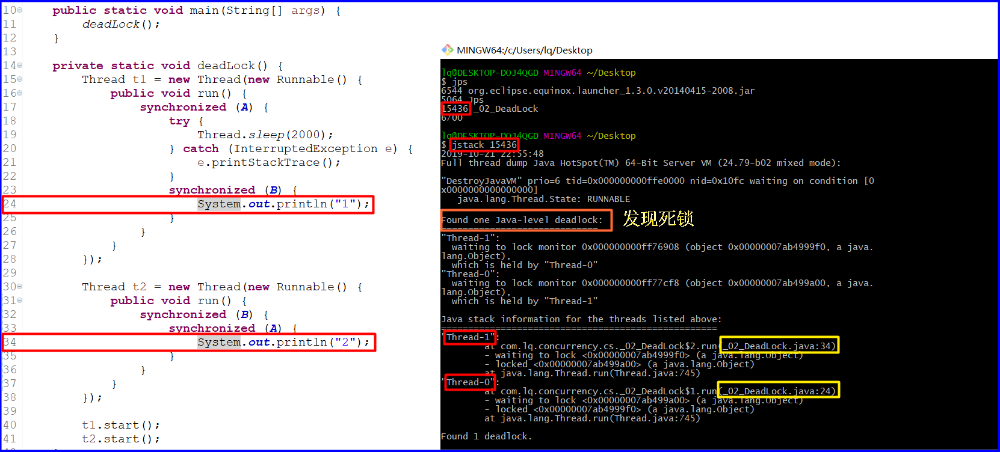 10 public static void main(String[] args) {
11 deadLock();
12 }
13
14 private static void deadLock() {
15 Thread t1 = new Thread(new Runnable() {
16 public void run() {
17 synchronized (A) {
18 try {
19 Thread.sleep(2000);
20 } catch (InterruptedException e) {
21 e.printStackTrace();
22 }
23 synchronized (B) {
24 System.out.println("1");
25 }
26 }
27 }
28 });
29
30 Thread t2 = new Thread(new Runnable() {
31 public void run() {
32 synchronized (B) {
33 synchronized (A) {
34 System.out.println("2");
35 }
36 }
37 }
38 });
39
40 t1.start();
41 t2.start();
MINGW64:/c/Users/lq/Desktop
lq@DESKTOP-DOJ4QGD MINGW64 ~/Desktop
$ jps
6544 org.eclipse.equinox.launcher_1.3.0.v20140415-2008.jar
5064 Jps
15436 _02_DeadLock
6700
lq@DESKTOP-DOJ4QGD MINGW64 ~/Desktop
$ jstack 15436
2019-10-21 22:55:48
Full thread dump Java HotSpot(TM) 64-Bit Server VM (24.79-b02 mixed mode):
"DestroyJavaVM" prio=6 tid=0x000000000ffe0000 nid=0x10fc waiting on condition [0
x0000000000000000]
java.lang.Thread.State: RUNNABLE
Found one Java-level deadlock:
发现死锁
=============================
"Thread-1":
waiting to lock monitor 0x000000000ff76908 (object 0x00000007ab4999f0, a java.
lang.Object),
which is held by "Thread-0"
"Thread-0":
waiting to lock monitor 0x000000000ff77cf8 (object 0x00000007ab499a00, a java.
lang.Object),
which is held by "Thread-1"
Java stack information for the threads listed above:
===================================================
"Thread-1":
at com.lq.concurrency.cs._02_DeadLock$2.run(_02_DeadLock.java:34)
- waiting to lock <0x00000007ab4999f0> (a java.lang.Object)
- locked <0x00000007ab499a00> (a java.lang.Object)
at java.lang.Thread.run(Thread.java:745)
"Thread-0":
at com.lq.concurrency.cs._02_DeadLock$1.run(_02_DeadLock.java:24)
- waiting to lock <0x00000007ab499a00> (a java.lang.Object)
- locked <0x00000007ab4999f0> (a java.lang.Object)
at java.lang.Thread.run(Thread.java:745)
Found 1 deadlock.